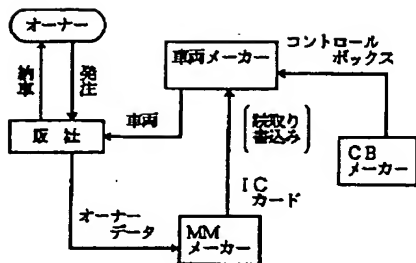 オーナー
納車
発注
車両メーカー
コントロール
ボックス
販社
車両
読取り
書込み
CB
メーカー
IC
カード
オーナー
データ
MM
メーカー